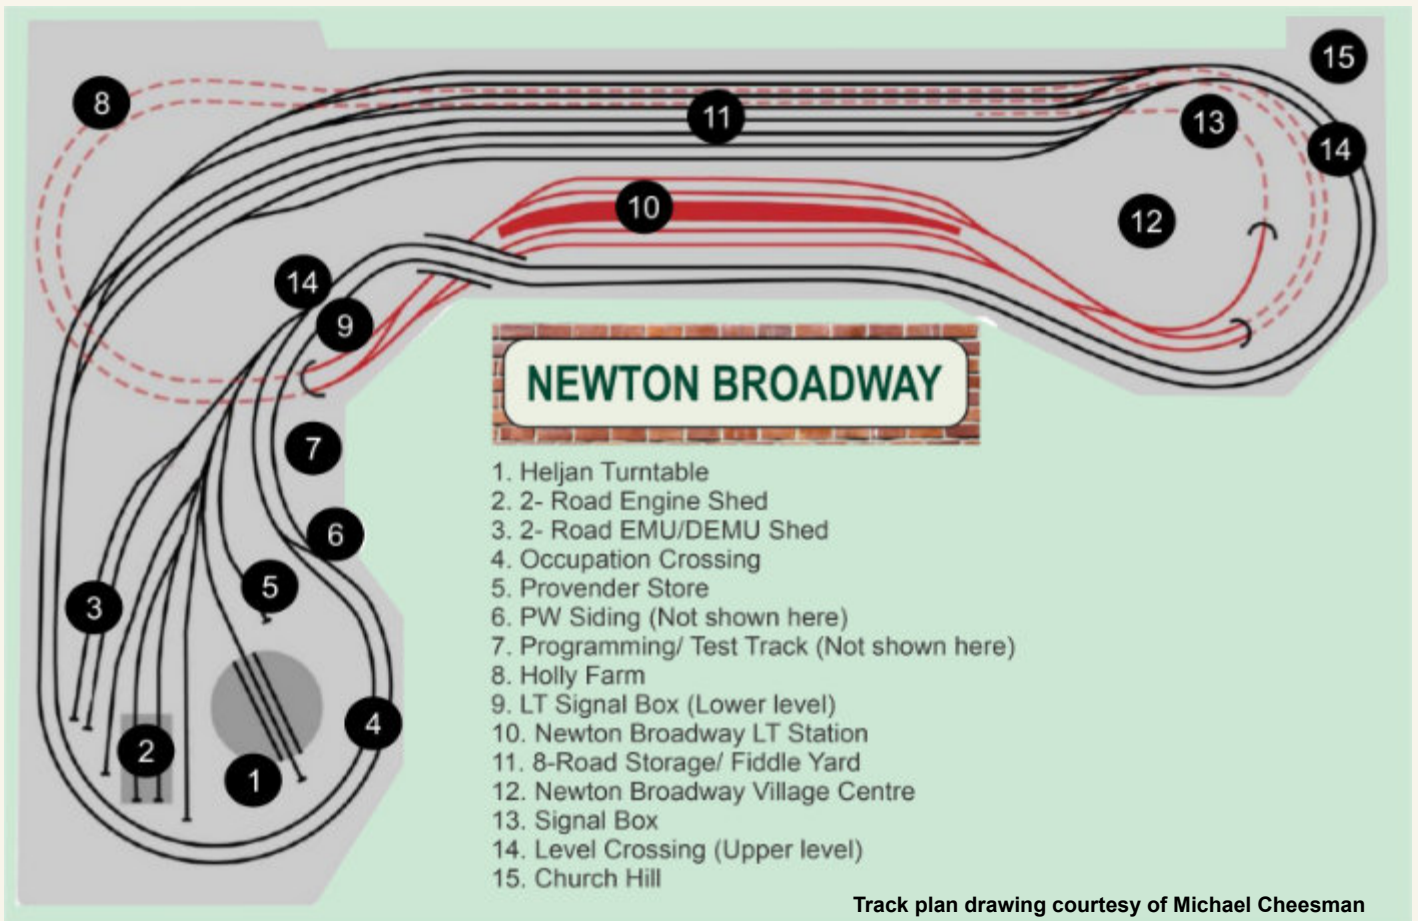 15
8
11
13
14
10
12
14
9
NEWTON BROADWAY
7
6
5
3
4
2
1
1. Heljan Turntable
2. 2- Road Engine Shed
3. 2- Road EMU/DEMU Shed
4. Occupation Crossing
5. Provender Store
6. PW Siding (Not shown here)
7. Programming/ Test Track (Not shown here)
8. Holly Farm
9. LT Signal Box (Lower level)
10. Newton Broadway LT Station
11. 8-Road Storage/ Fiddle Yard
12. Newton Broadway Village Centre
13. Signal Box
14. Level Crossing (Upper level)
15. Church Hill
Track plan drawing courtesy of Michael Cheesman